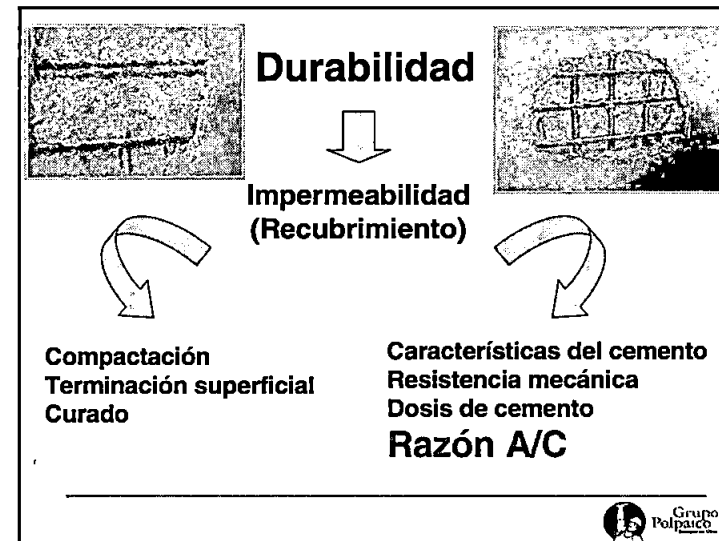 Durabilidad
Impermeabilidad
(Recubrimiento)
Compactación
Terminación superficial
Curado
Características del cemento
Resistencia mecánica
Dosis de cemento
Razón A/C
Grupo
Polpaico